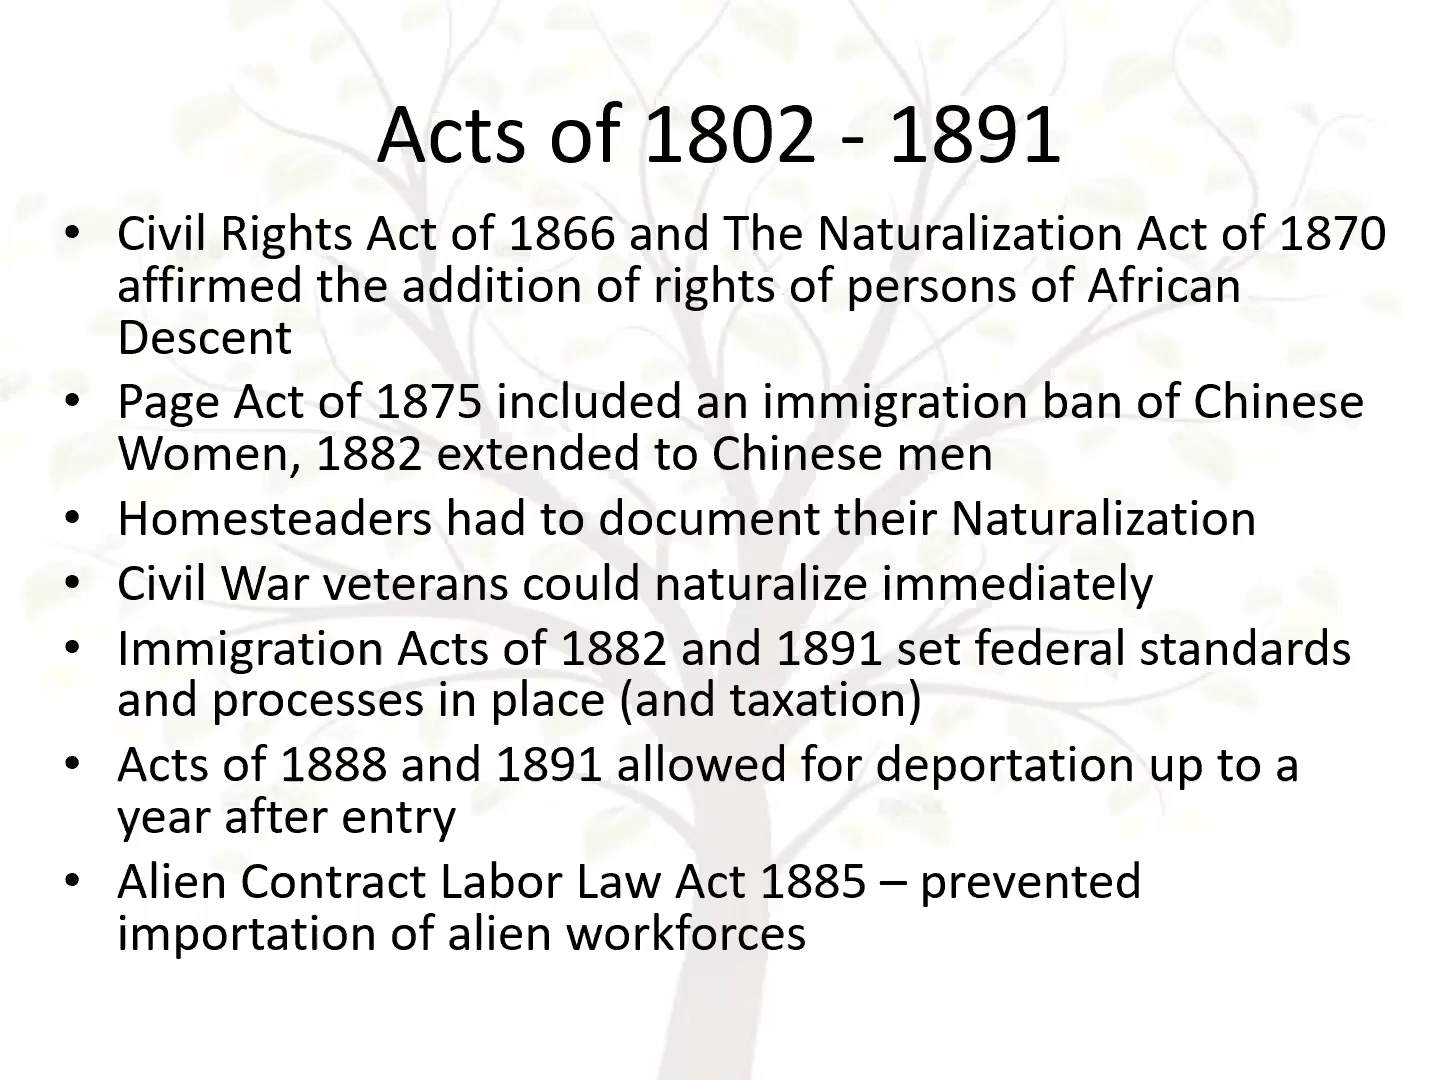 Acts of 1802 - 1891
• Civil Rights Act of 1866 and The Naturalization Act of 1870
affirmed the addition of rights of persons of African
Descent
• Page Act of 1875 included an immigration ban of Chinese
Women, 1882 extended to Chinese men
• Homesteaders had to document their Naturalization
• Civil War veterans could naturalize immediately
• Immigration Acts of 1882 and 1891 set federal standards
and processes in place (and taxation)
• Acts of 1888 and 1891 allowed for deportation up to a
year after entry
• Alien Contract Labor Law Act 1885 – prevented
importation of alien workforces